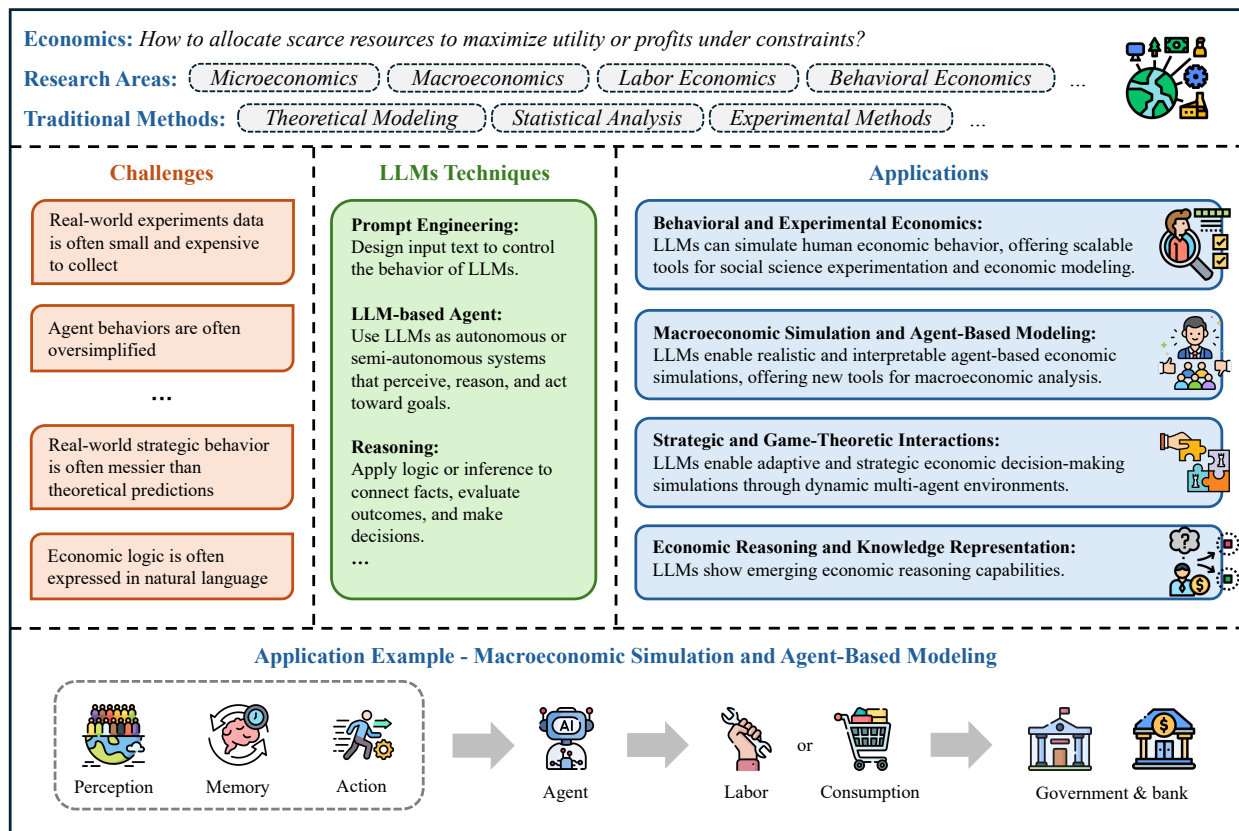 Economics: How to allocate scarce resources to maximize utility or profits under constraints?
Research Areas: Microeconomics Macroeconomics Labor Economics Behavioral Economics ...
Traditional Methods: Theoretical Modeling Statistical Analysis Experimental Methods ...
Challenges
Real-world experiments data
is often small and expensive
to collect
Agent behaviors are often
oversimplified
...
Real-world strategic behavior
is often messier than
theoretical predictions
Economic logic is often
expressed in natural language
LLMs Techniques
Prompt Engineering:
Design input text to control
the behavior of LLMs.
LLM-based Agent:
Use LLMs as autonomous or
semi-autonomous systems
that perceive, reason, and act
toward goals.
Reasoning:
Apply logic or inference to
connect facts, evaluate
outcomes, and make
decisions.
...
Applications
Behavioral and Experimental Economics:
LLMs can simulate human economic behavior, offering scalable
tools for social science experimentation and economic modeling.
Macroeconomic Simulation and Agent-Based Modeling:
LLMs enable realistic and interpretable agent-based economic
simulations, offering new tools for macroeconomic analysis.
Strategic and Game-Theoretic Interactions:
LLMs enable adaptive and strategic economic decision-making
simulations through dynamic multi-agent environments.
Economic Reasoning and Knowledge Representation:
LLMs show emerging economic reasoning capabilities.
?
$
Application Example - Macroeconomic Simulation and Agent-Based Modeling
AI
or
$
Perception Memory Action Agent Labor Consumption Government & bank